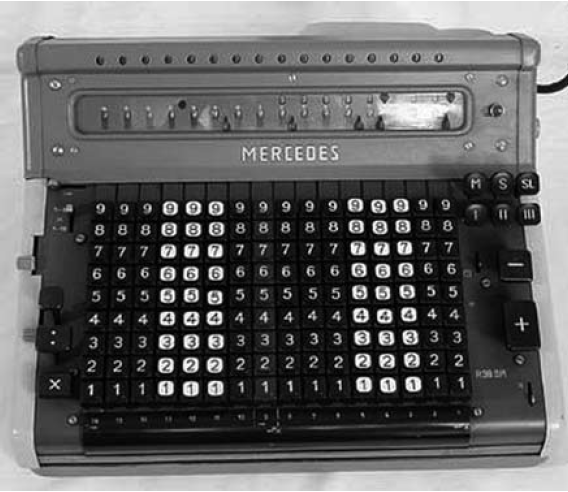 MERCEDES
M S SL
9 9 9 9 9 9 9 9 9 9 9 9 9 9 9 9 I II III
8 8 8 8 8 8 8 8 8 8 8 8 8 8 8 8
7 7 7 7 7 7 7 7 7 7 7 7 7 7 7 7 −
6 6 6 6 6 6 6 6 6 6 6 6 6 6 6 6
5 5 5 5 5 5 5 5 5 5 5 5 5 5 5 5
4 4 4 4 4 4 4 4 4 4 4 4 4 4 4 4 +
: 3 3 3 3 3 3 3 3 3 3 3 3 3 3 3 3
2 2 2 2 2 2 2 2 2 2 2 2 2 2 2 2
× 1 1 1 1 1 1 1 1 1 1 1 1 1 1 1 1